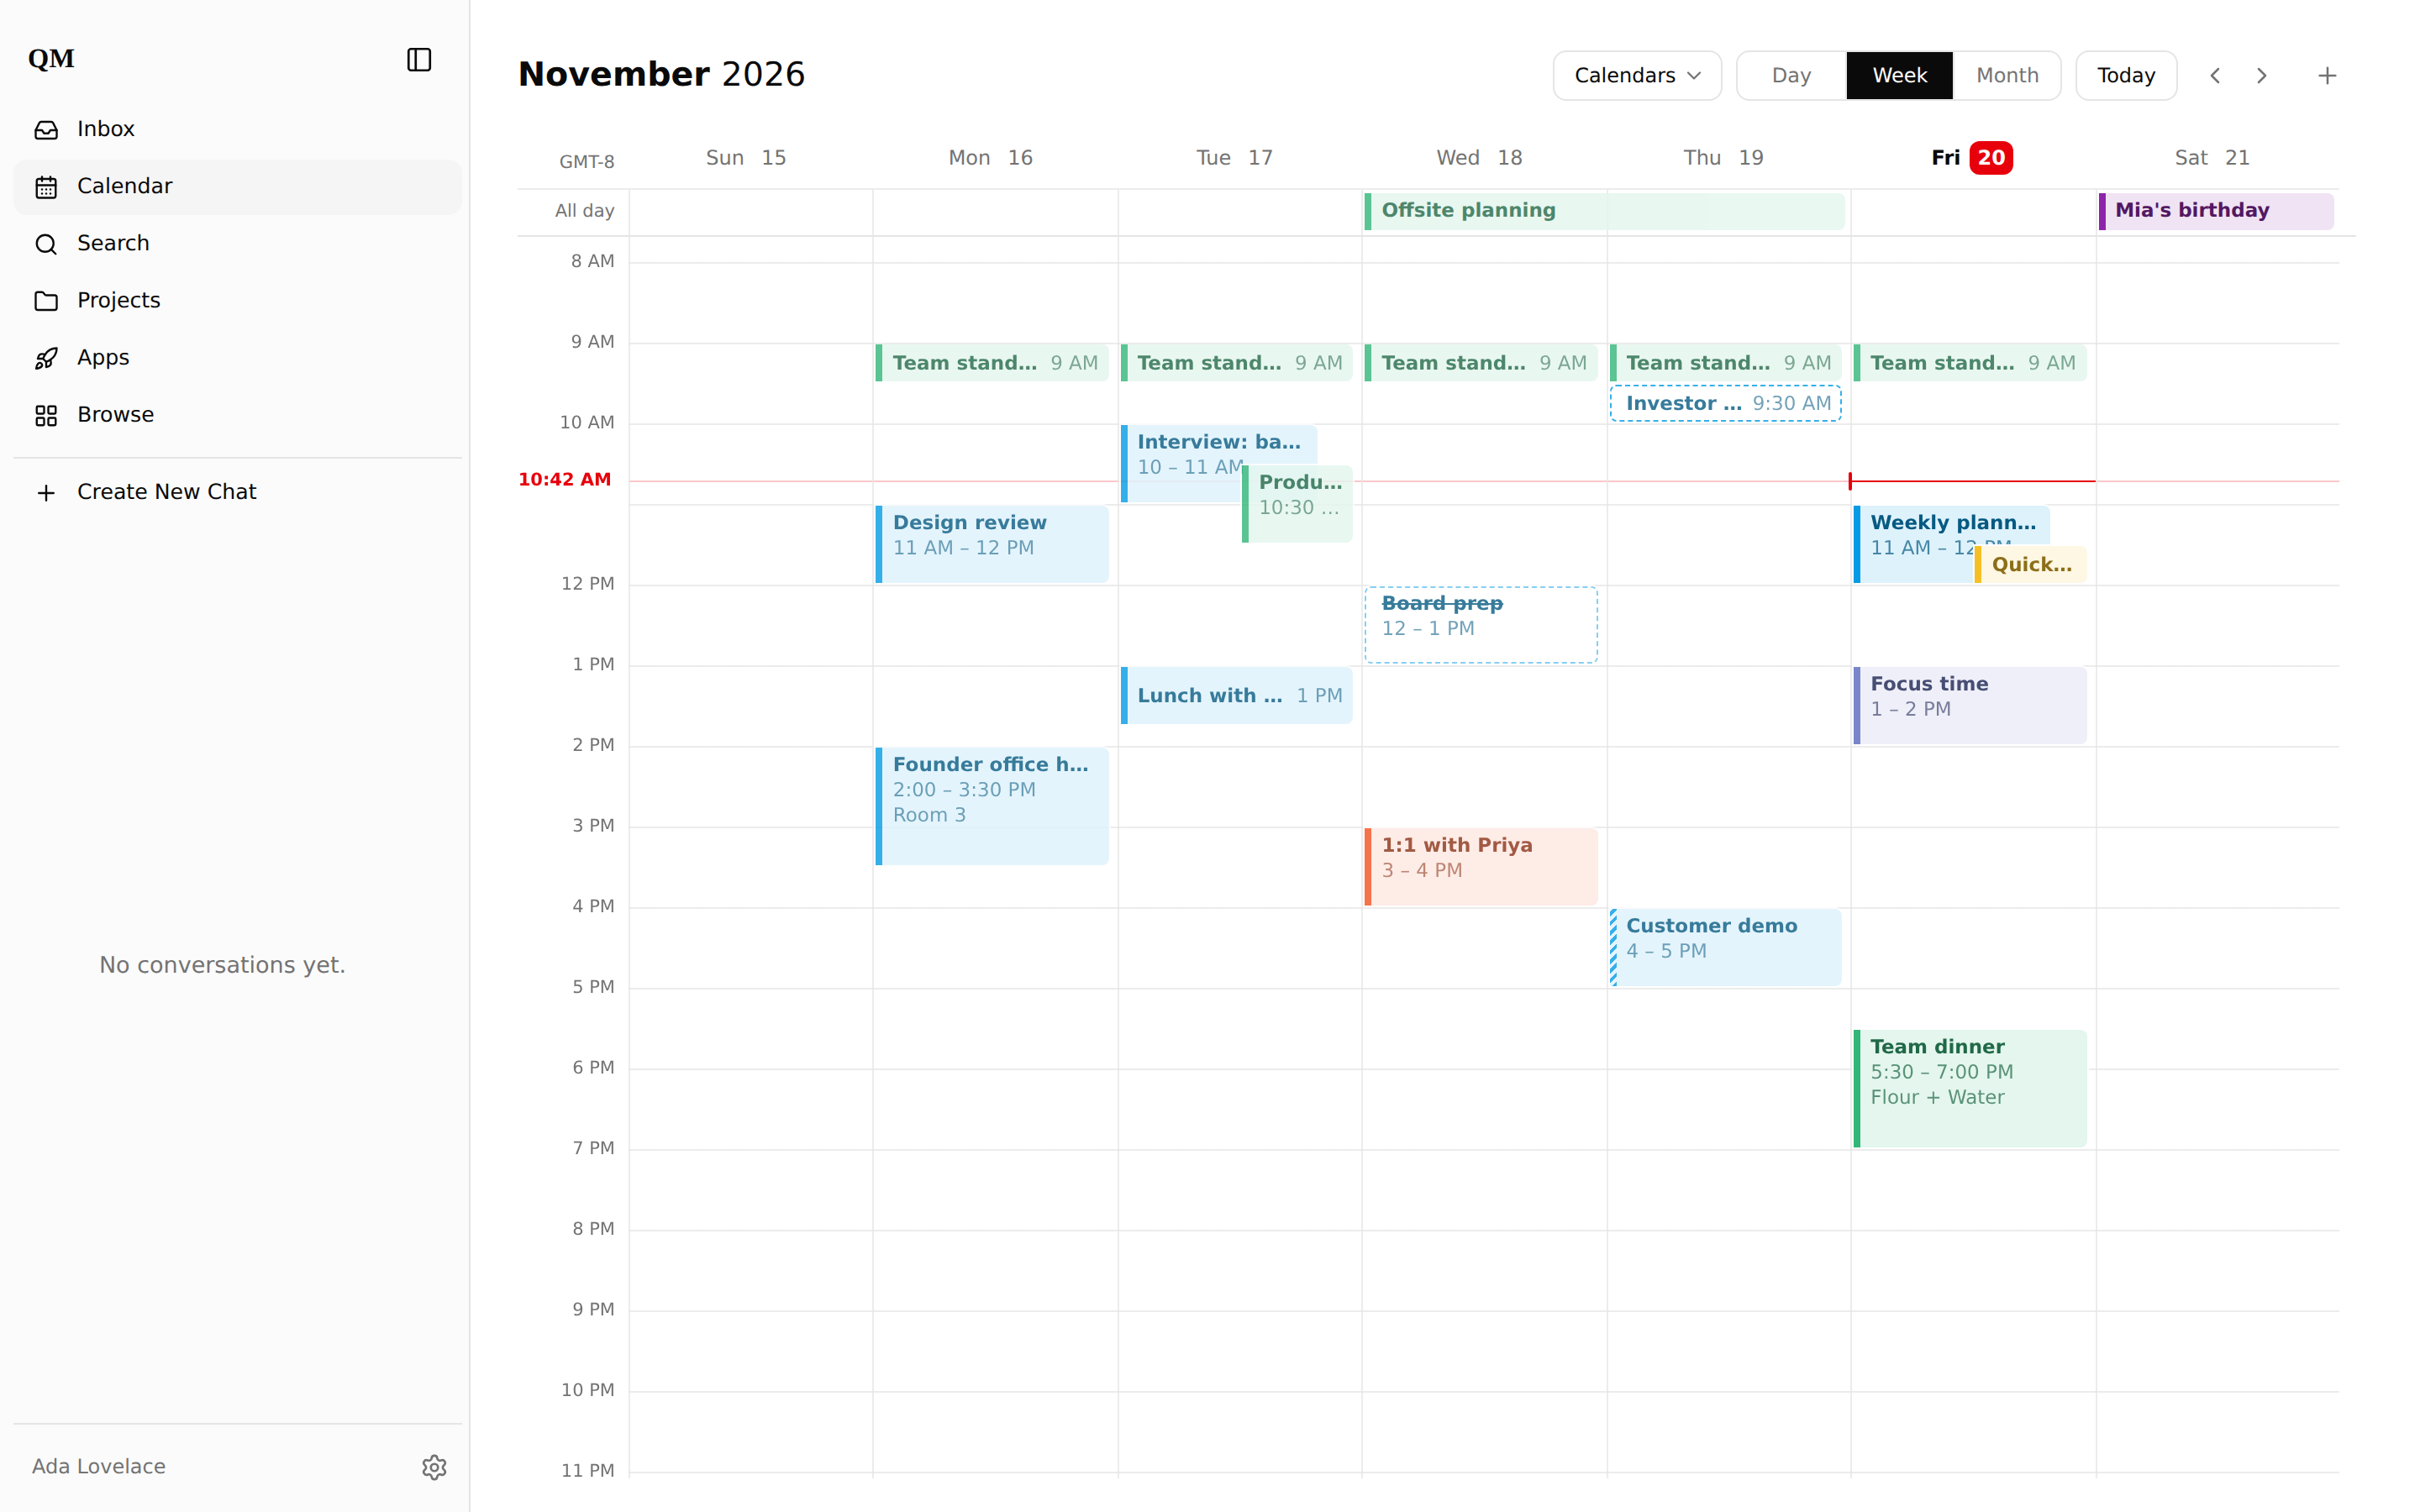 QM
Inbox
Calendar
Search
Projects
Apps
Browse
Create New Chat
No conversations yet.
Ada Lovelace
November 2026
Calendars
Day
Week
Month
Today
GMT-8
Sun 15
Mon 16
Tue 17
Wed 18
Thu 19
Fri 20
Sat 21
All day
Offsite planning
Mia's birthday
8 AM
9 AM
10 AM
10:42 AM
12 PM
1 PM
2 PM
3 PM
4 PM
5 PM
6 PM
7 PM
8 PM
9 PM
10 PM
11 PM
Team stand... 9 AM
Design review
11 AM – 12 PM
Founder office h...
2:00 – 3:30 PM
Room 3
Team stand... 9 AM
Interview: ba...
10 – 11 AM
Produ...
10:30 ...
Lunch with ... 1 PM
Team stand... 9 AM
Board prep
12 – 1 PM
1:1 with Priya
3 – 4 PM
Team stand... 9 AM
Investor ... 9:30 AM
Customer demo
4 – 5 PM
Team stand... 9 AM
Weekly plann...
11 AM – 12 PM
Quick...
Focus time
1 – 2 PM
Team dinner
5:30 – 7:00 PM
Flour + Water